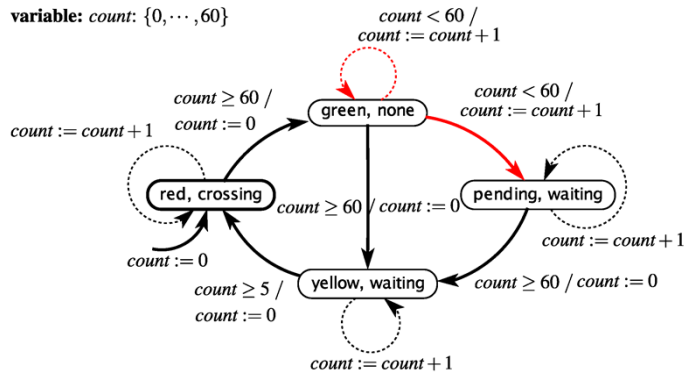 variable: count: {0, ⋯, 60}
count < 60 /
count := count + 1
count ≥ 60 /
count := 0
count < 60 /
count := count + 1
green, none
count := count + 1
red, crossing
count ≥ 60 / count := 0
pending, waiting
count := count + 1
count := 0
count ≥ 5 /
count := 0
yellow, waiting
count ≥ 60 / count := 0
count := count + 1